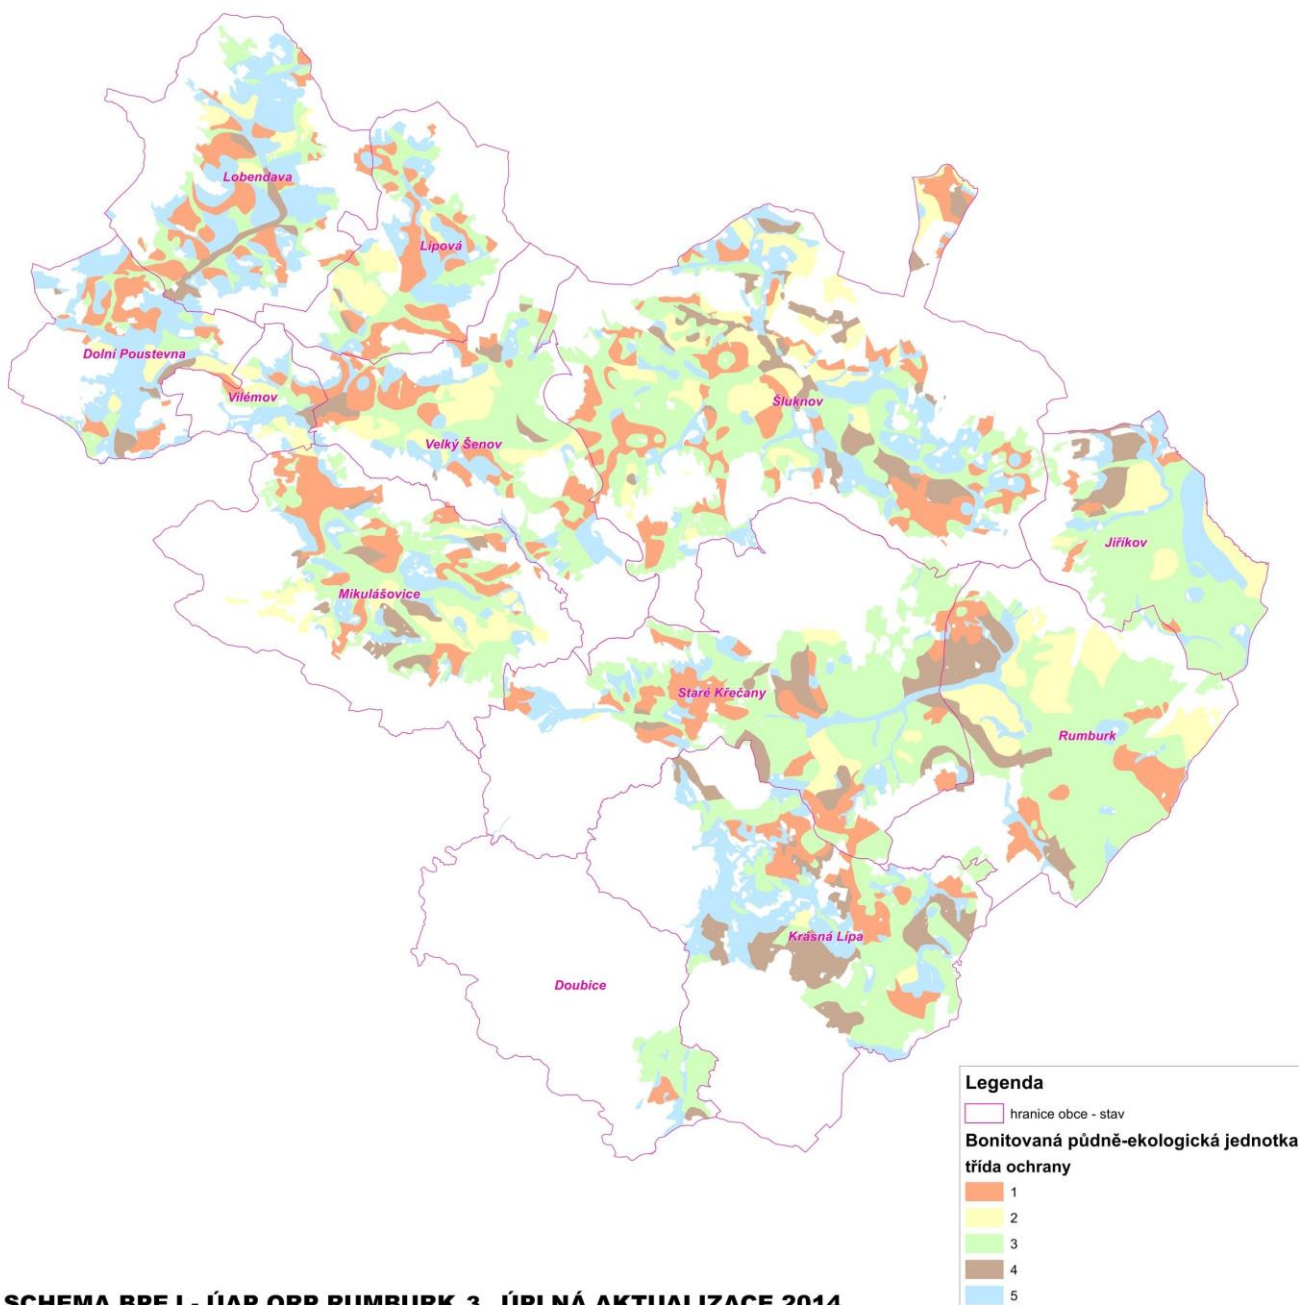 Lobendava
Lipová
Dolní Poustevna
Vilémov
Šluknov
Velký Šenov
Jiříkov
Mikulášovice
Staré Křečany
Rumburk
Krásná Lípa
Doubice
Legenda
hranice obce - stav
Bonitovaná půdně-ekologická jednotka
třída ochrany
1
2
3
4
5
SCHEMA BPEJ - ÚAP ORP RUMBURK 3. ÚPLNÁ AKTUALIZACE 2014